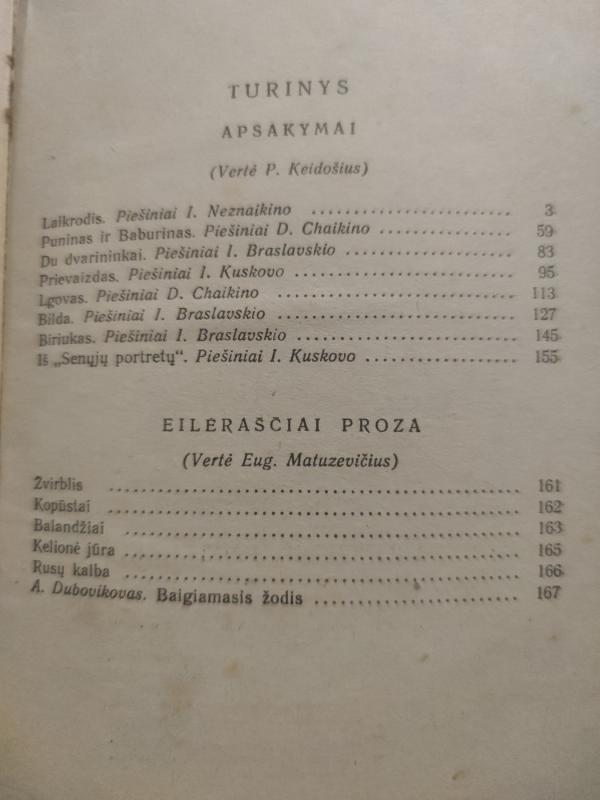 TURINYS
APSAKYMAI
(Vertė P. Keidošius)
Laikrodis. Piešiniai I. Neznaikino .......................... 3
Puninas ir Baburinas. Piešiniai D. Chaikino .................. 59
Du dvarininkai. Piešiniai I. Braslavskio ..................... 83
Prievaizdas. Piešiniai I. Kuskovo ........................ 95
Lgovas. Piešiniai D. Chaikino ........................ 113
Bilda. Piešiniai I. Braslavskio ........................ 127
Biriukas. Piešiniai I. Braslavskio ....................... 145
Iš „Senųjų portretų“. Piešiniai I. Kuskovo ................. 155
EILĖRAŠČIAI PROZA
(Vertė Eug. Matuzevičius)
Žvirblis ........................................ 161
Kopūstai ........................................ 162
Balandžiai ...................................... 163
Kelionė jūra ..................................... 165
Rusų kalba ...................................... 166
A. Dubovikovas. Baigiamasis žodis ..................... 167